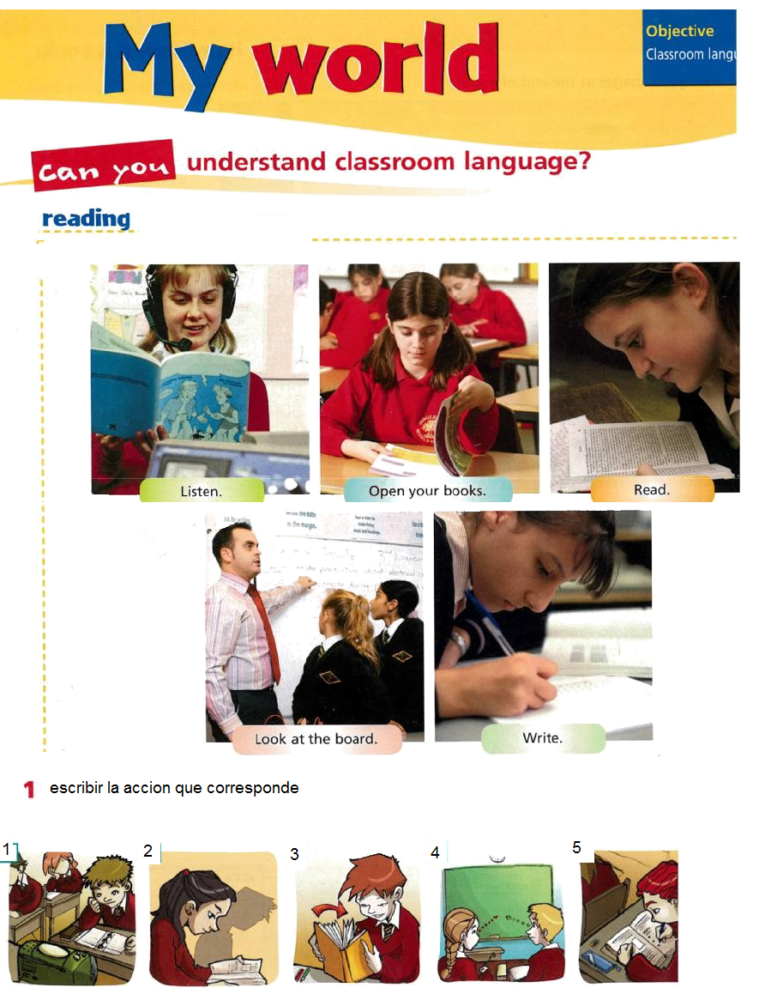 My world
Objective
Classroom langu
can you understand classroom language?
reading
Listen.
Open your books.
Read.
Look at the board.
Write.
1 escribir la accion que corresponde
1
2
3
4
5